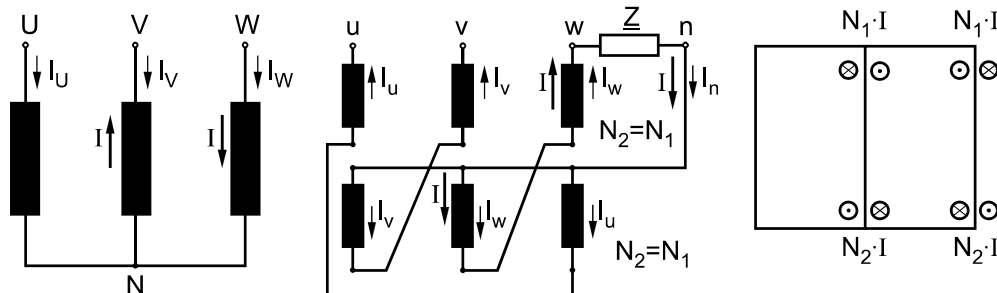 U V W
I_U I_V I_W
I I
N
u v w Z n
I_u I_v I I_w I I_n
N_2=N_1
I_v I I_w I_u
N_2=N_1
N_1·I N_1·I
N_2·I N_2·I